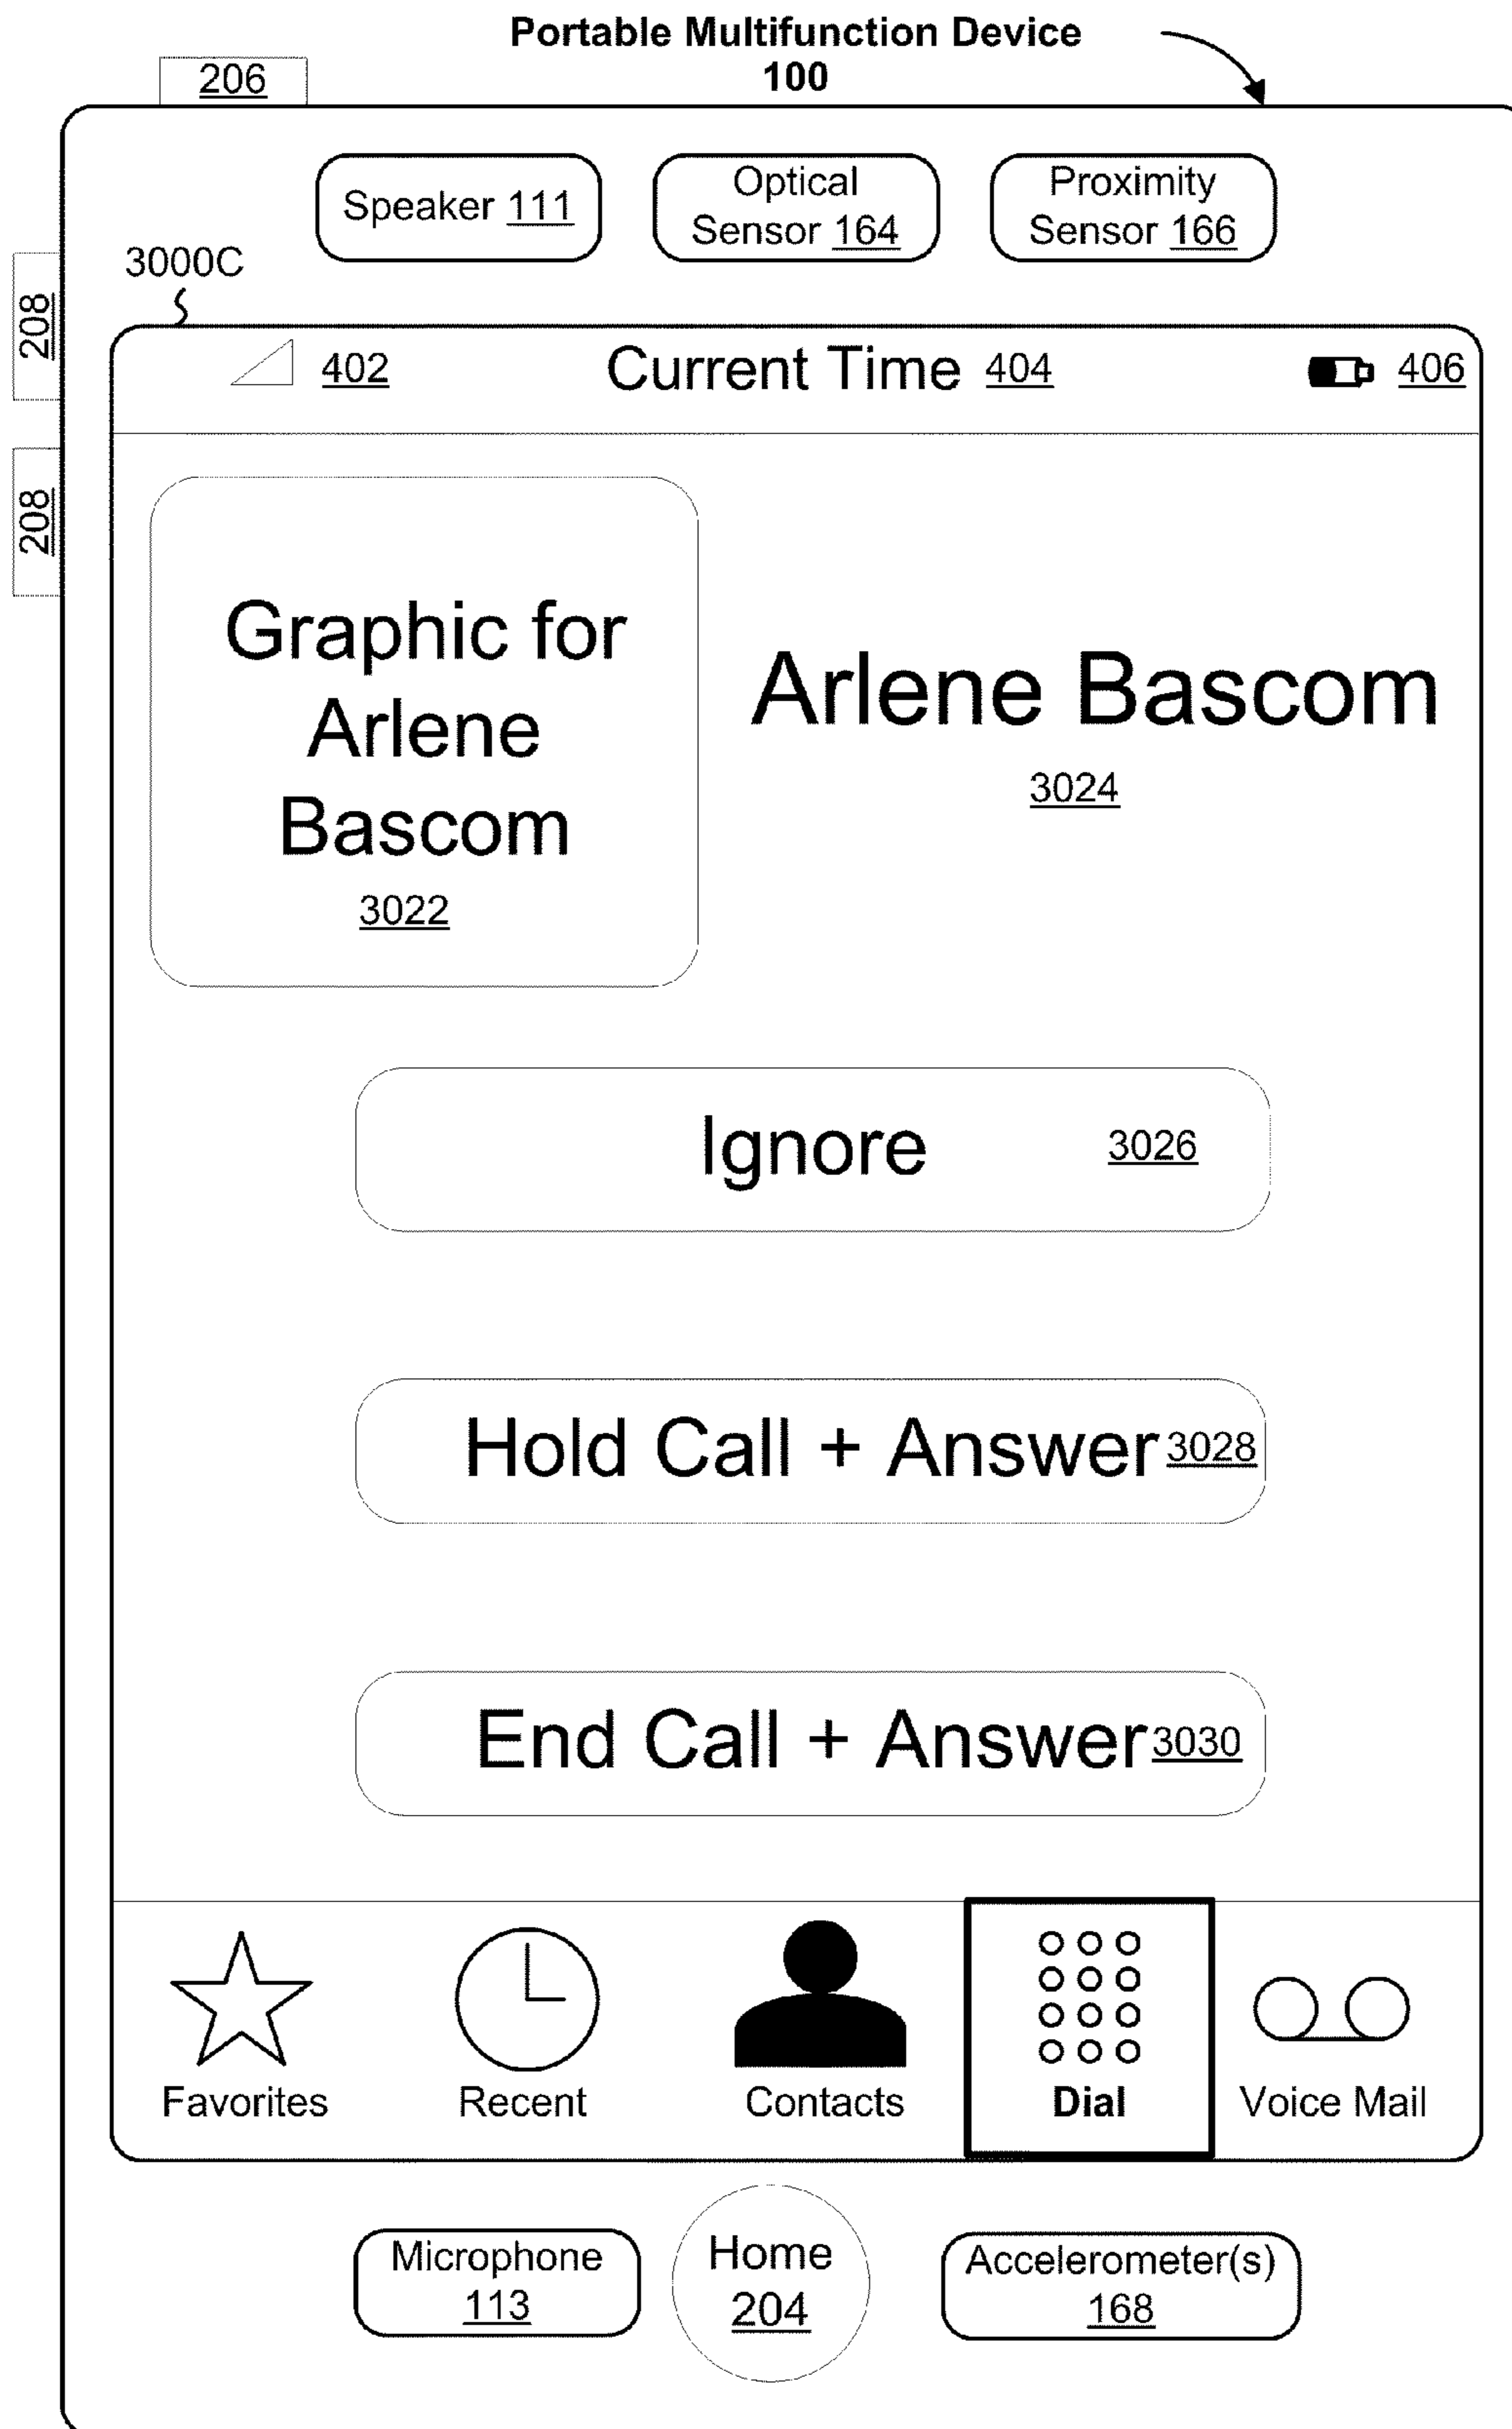 Portable Multifunction Device
100
206
Speaker 111
Optical
Sensor 164
Proximity
Sensor 166
3000C
208
208
402
Current Time 404
406
Graphic for
Arlene
Bascom
3022
Arlene Bascom
3024
Ignore 3026
Hold Call + Answer 3028
End Call + Answer 3030
Favorites
Recent
Contacts
Dial
Voice Mail
Microphone
113
Home
204
Accelerometer(s)
168